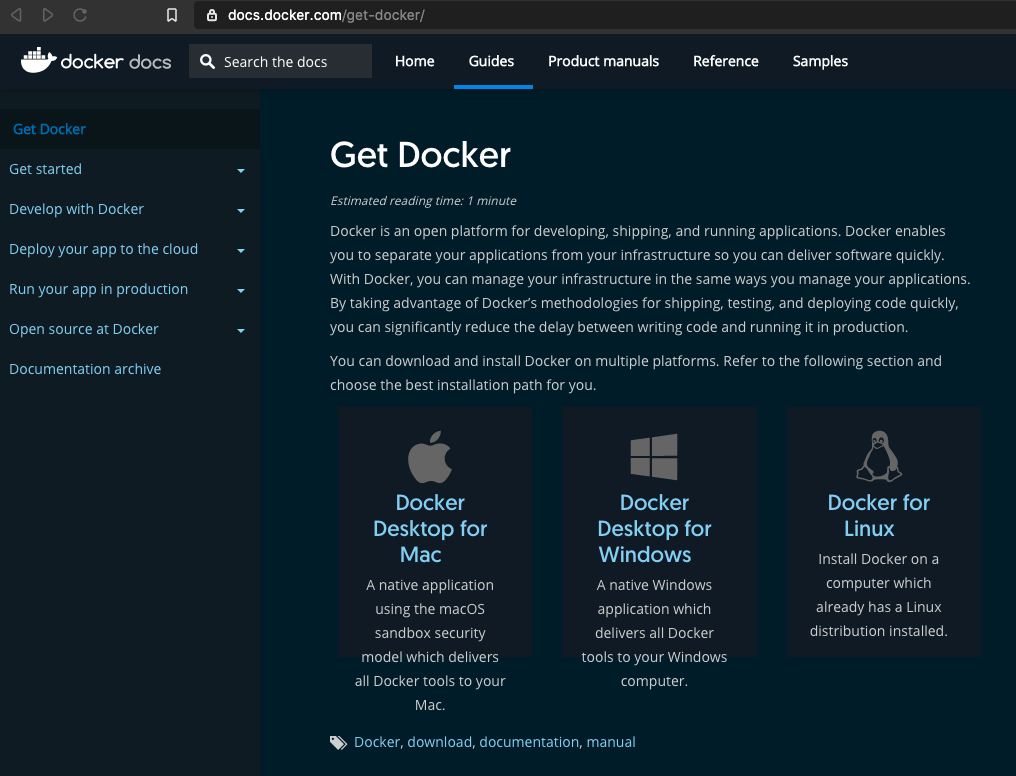 docs.docker.com/get-docker/
docker docs
Search the docs
Home
Guides
Product manuals
Reference
Samples
Get Docker
Get started
Develop with Docker
Deploy your app to the cloud
Run your app in production
Open source at Docker
Documentation archive
Get Docker
Estimated reading time: 1 minute
Docker is an open platform for developing, shipping, and running applications. Docker enables
you to separate your applications from your infrastructure so you can deliver software quickly.
With Docker, you can manage your infrastructure in the same ways you manage your applications.
By taking advantage of Docker’s methodologies for shipping, testing, and deploying code quickly,
you can significantly reduce the delay between writing code and running it in production.
You can download and install Docker on multiple platforms. Refer to the following section and
choose the best installation path for you.
Docker
Desktop for
Mac
A native application
using the macOS
sandbox security
model which delivers
all Docker tools to your
Mac.
Docker
Desktop for
Windows
A native Windows
application which
delivers all Docker
tools to your Windows
computer.
Docker for
Linux
Install Docker on a
computer which
already has a Linux
distribution installed.
Docker, download, documentation, manual